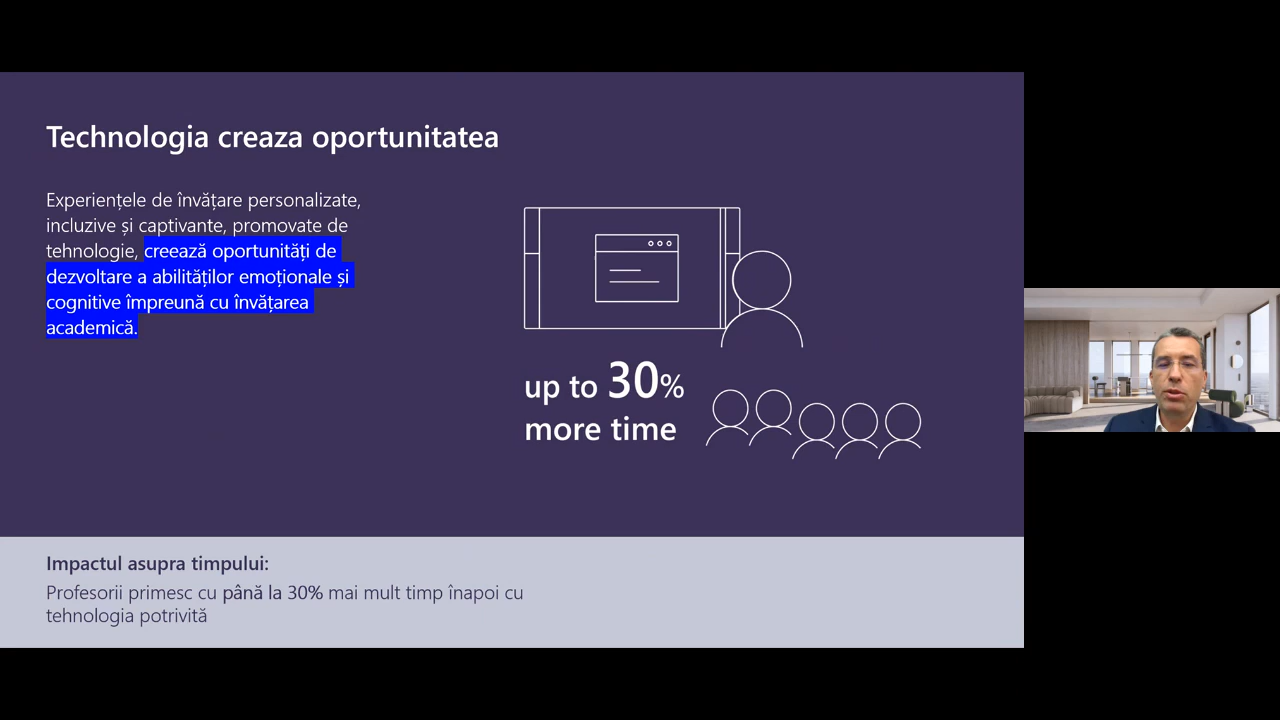 Technologia creaza oportunitatea
Experiențele de învățare personalizate,
incluzive și captivante, promovate de
tehnologie, creează oportunități de
dezvoltare a abilităților emoționale și
cognitive împreună cu învățarea
academică.
up to 30%
more time
Impactul asupra timpului:
Profesorii primesc cu până la 30% mai mult timp înapoi cu
tehnologia potrivită